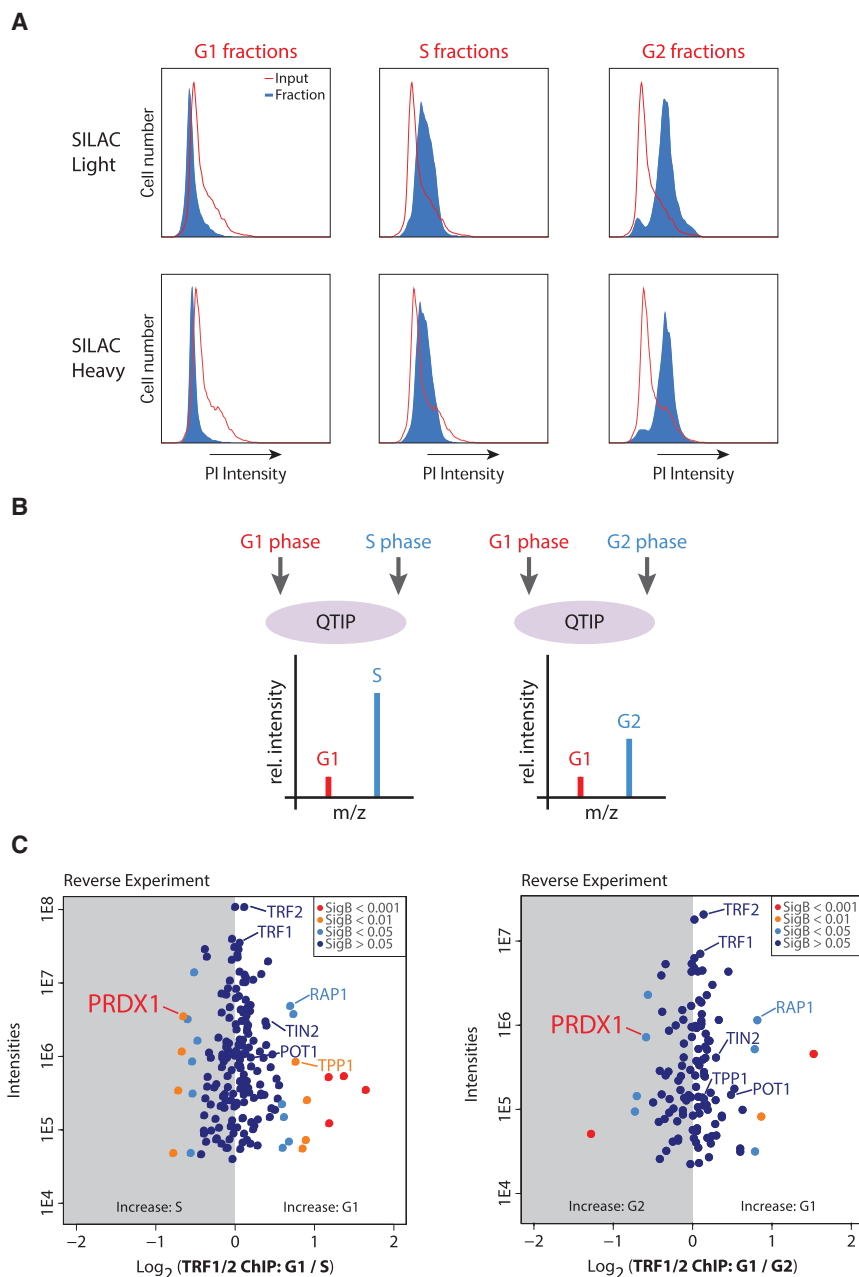 A
G1 fractions
S fractions
G2 fractions
Input
Fraction
SILAC
Light
Cell number
SILAC
Heavy
Cell number
PI Intensity
PI Intensity
PI Intensity
B
G1 phase
S phase
G1 phase
G2 phase
QTIP
QTIP
rel. intensity
G1
S
m/z
rel. intensity
G1
G2
m/z
C
Reverse Experiment
SigB < 0.001
SigB < 0.01
SigB < 0.05
SigB > 0.05
TRF2
TRF1
PRDX1
RAP1
TIN2
POT1
TPP1
Intensities
1E8
1E7
1E6
1E5
1E4
Increase: S
Increase: G1
−2
−1
0
1
2
Log2 (TRF1/2 ChIP: G1 / S)
Reverse Experiment
SigB < 0.001
SigB < 0.01
SigB < 0.05
SigB > 0.05
TRF2
TRF1
PRDX1
RAP1
TIN2
TPP1
POT1
Intensities
1E7
1E6
1E5
1E4
Increase: G2
Increase: G1
−2
−1
0
1
2
Log2 (TRF1/2 ChIP: G1 / G2)